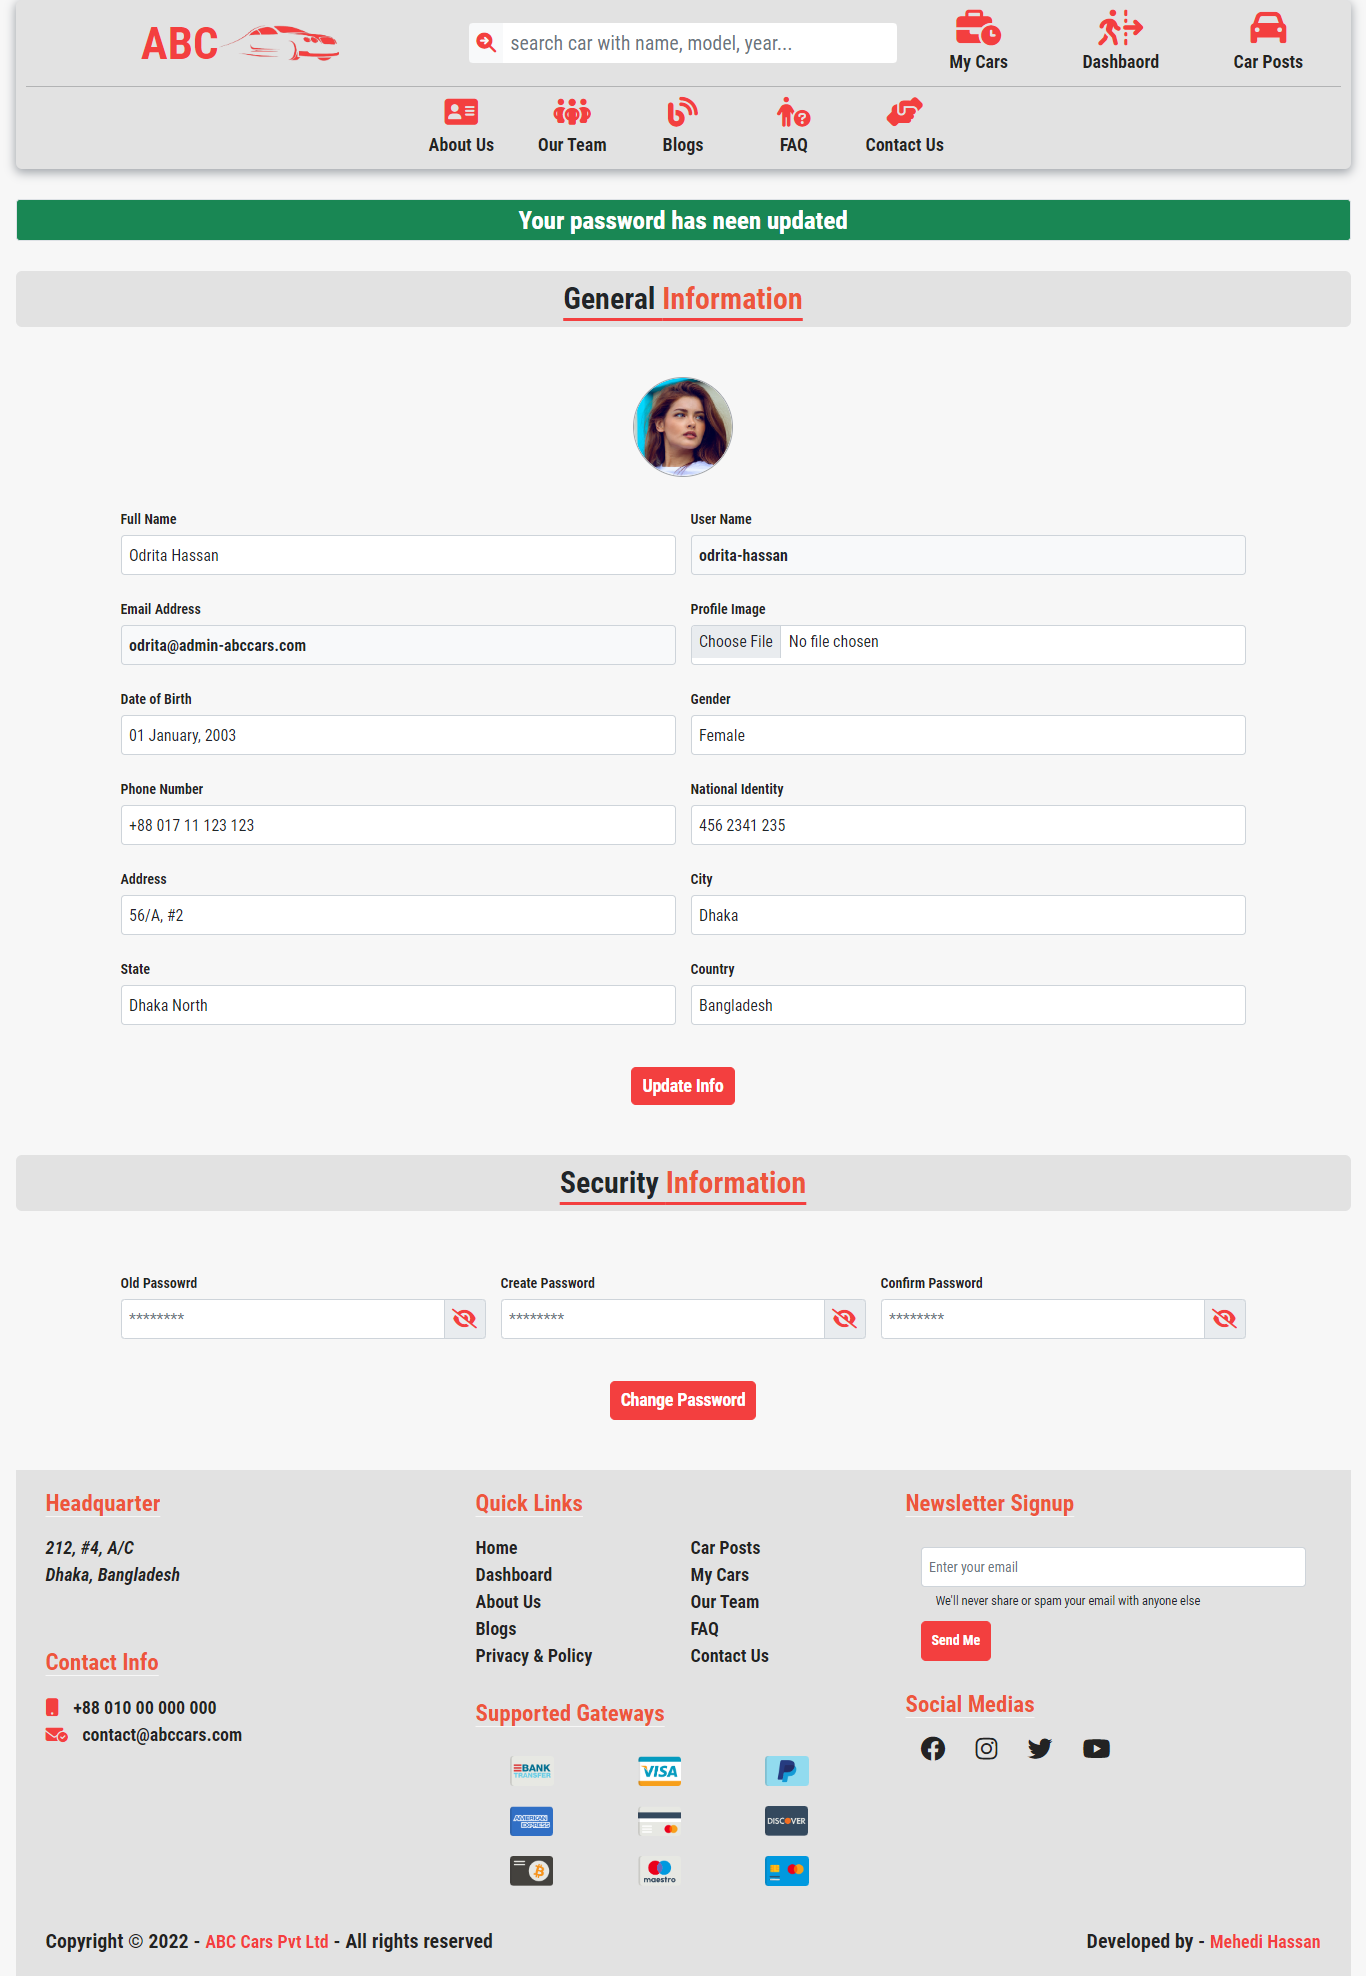 ABC
search car with name, model, year...
My Cars
Dashbaord
Car Posts
About Us
Our Team
Blogs
FAQ
Contact Us
Your password has neen updated
General Information
Full Name
User Name
Odrita Hassan
odrita-hassan
Email Address
Profile Image
odrita@admin-abccars.com
Choose File No file chosen
Date of Birth
Gender
01 January, 2003
Female
Phone Number
National Identity
+88 017 11 123 123
456 2341 235
Address
City
56/A, #2
Dhaka
State
Country
Dhaka North
Bangladesh
Update Info
Security Information
Old Passowrd
Create Password
Confirm Password
********
********
********
Change Password
Headquarter
212, #4, A/C
Dhaka, Bangladesh
Contact Info
+88 010 00 000 000
contact@abccars.com
Quick Links
Home
Dashboard
About Us
Blogs
Privacy & Policy
Car Posts
My Cars
Our Team
FAQ
Contact Us
Supported Gateways
BANK
TRANSFER
VISA
AMERICAN
EXPRESS
DISCOVER
maestro
Newsletter Signup
Enter your email
We'll never share or spam your email with anyone else
Send Me
Social Medias
Copyright © 2022 - ABC Cars Pvt Ltd - All rights reserved
Developed by - Mehedi Hassan